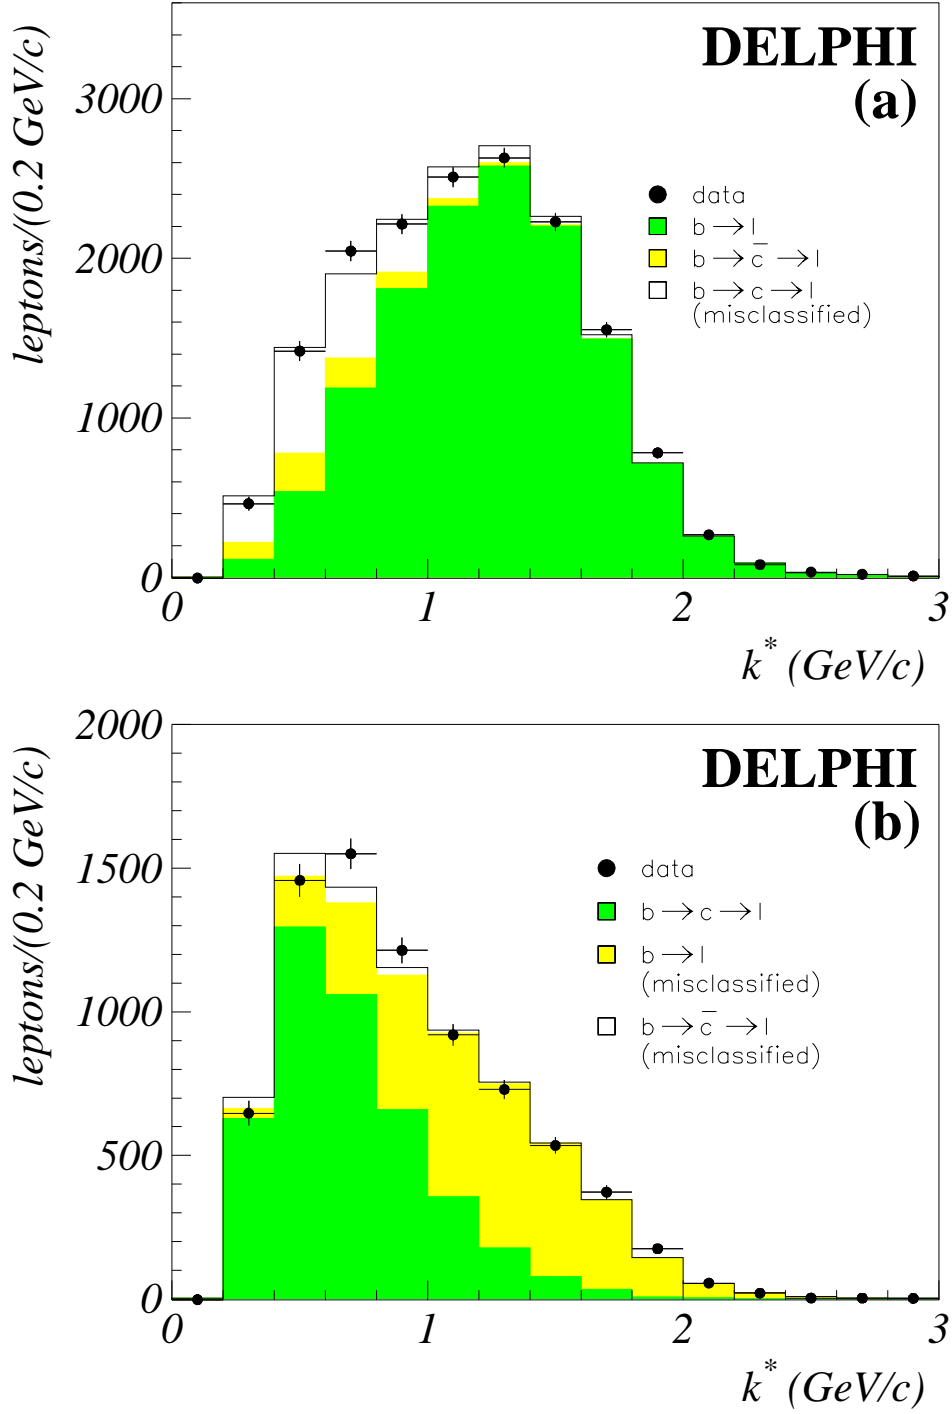 DELPHI
(a)
leptons/(0.2 GeV/c)
3000
2000
1000
0
data
b→l
b→c̄→l
b→c→l
(misclassified)
0 1 2 3
k* (GeV/c)
DELPHI
(b)
leptons/(0.2 GeV/c)
2000
1500
1000
500
0
data
b→c→l
b→l
(misclassified)
b→c̄→l
(misclassified)
0 1 2 3
k* (GeV/c)